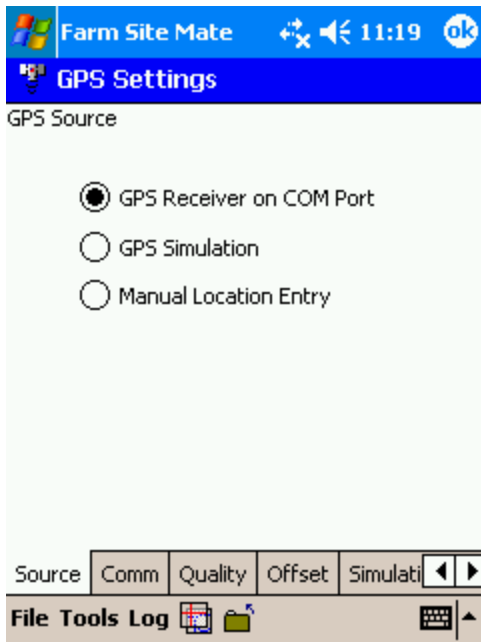 Farm Site Mate 11:19 ok
GPS Settings
GPS Source
GPS Receiver on COM Port
GPS Simulation
Manual Location Entry
Source Comm Quality Offset Simulati
File Tools Log